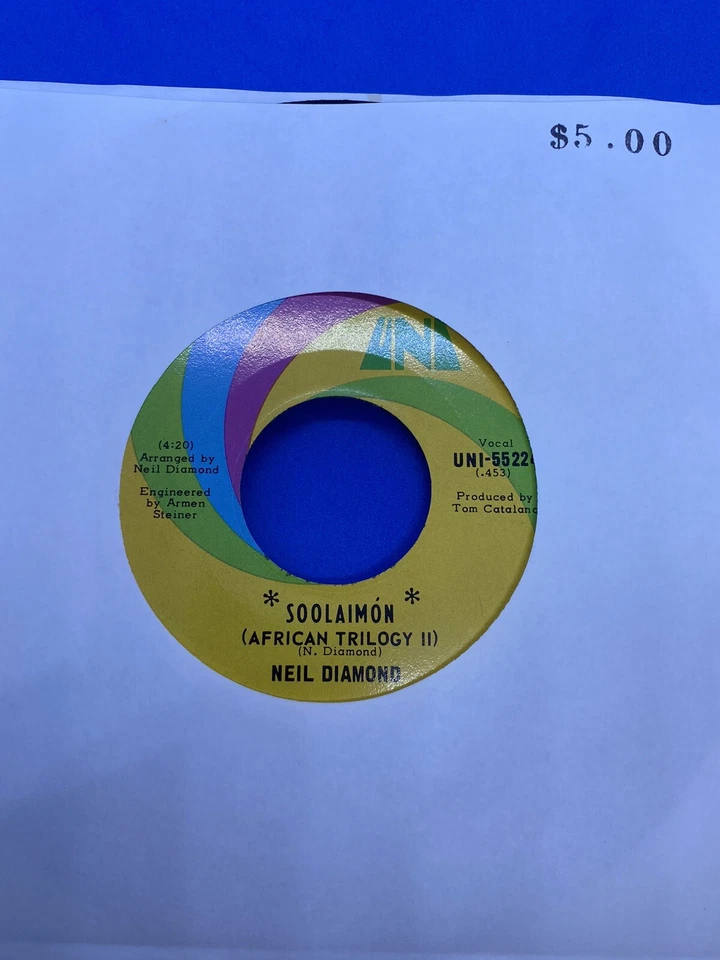 $5.00
UNI
(4:20)
Arranged by
Neil Diamond
Engineered
by Armen
Steiner
Vocal
UNI-5522
(.453)
Produced by
Tom Catalano
* SOOLAIMÓN *
(AFRICAN TRILOGY II)
(N. Diamond)
NEIL DIAMOND